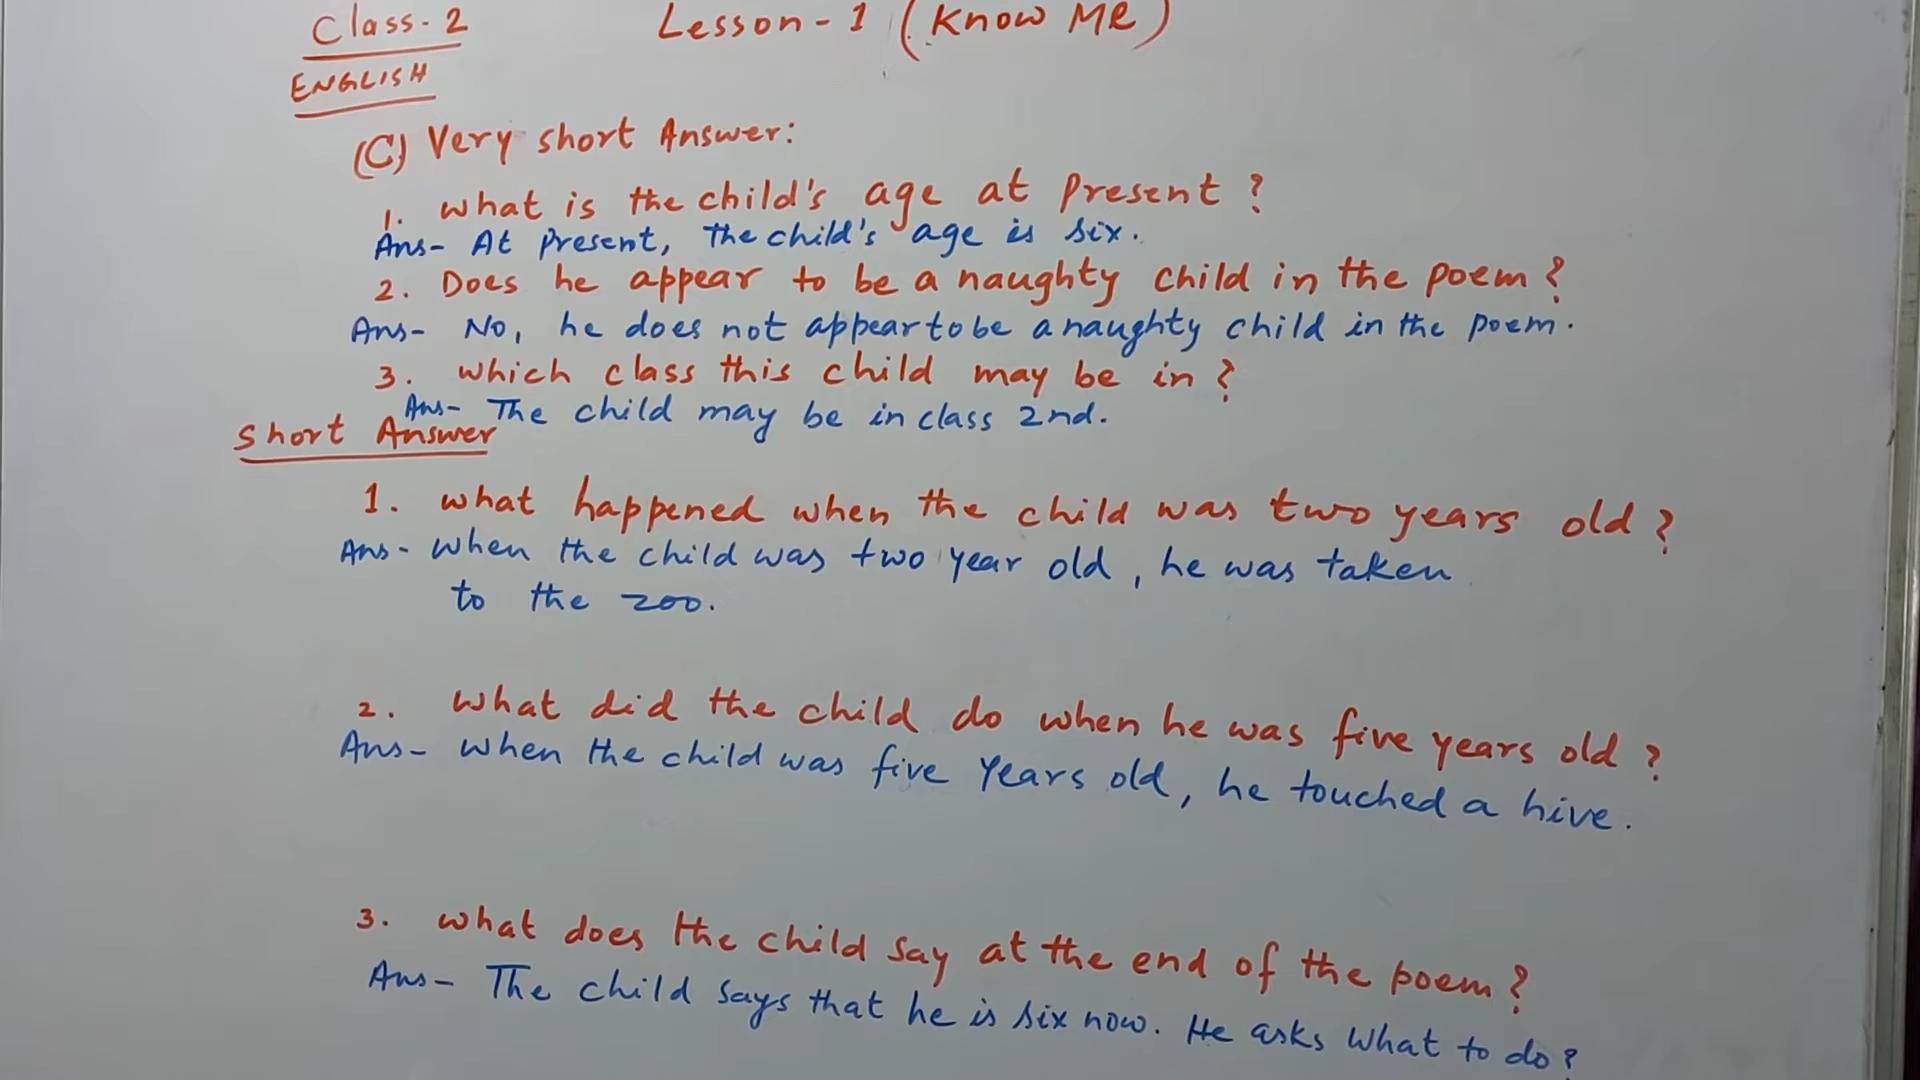 Class-2
Lesson-1 (Know Me)
ENGLISH
(C) Very short Answer:
1. What is the child's age at present?
Ans- At present, the child's age is six.
2. Does he appear to be a naughty child in the poem?
Ans- No, he does not appear to be a naughty child in the poem.
3. Which class this child may be in?
Ans- The child may be in class 2nd.
Short Answer
1. What happened when the child was two years old?
Ans- When the child was two year old, he was taken
to the zoo.
2. What did the child do when he was five years old?
Ans- When the child was five years old, he touched a hive.
3. What does the child say at the end of the poem?
Ans- The child says that he is six now. He asks what to do?